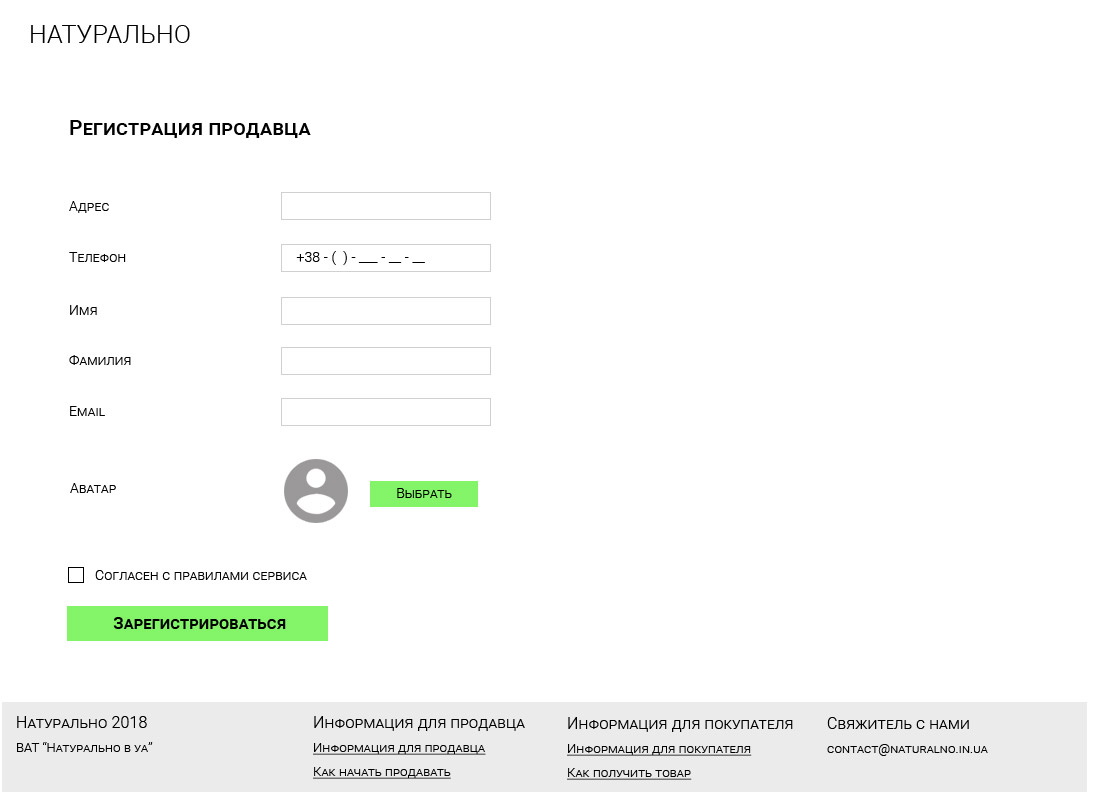 НАТУРАЛЬНО
Регистрация продавца
Адрес
Телефон +38 - ( ) - ___ - __ - __
Имя
Фамилия
Email
Аватар Выбрать
Согласен с правилами сервиса
Зарегистрироваться
Натурально 2018
ВАТ “Натурально в уа”
Информация для продавца
Информация для продавца
Как начать продавать
Информация для покупателя
Информация для покупателя
Как получить товар
Свяжитель с нами
contact@naturalno.in.ua